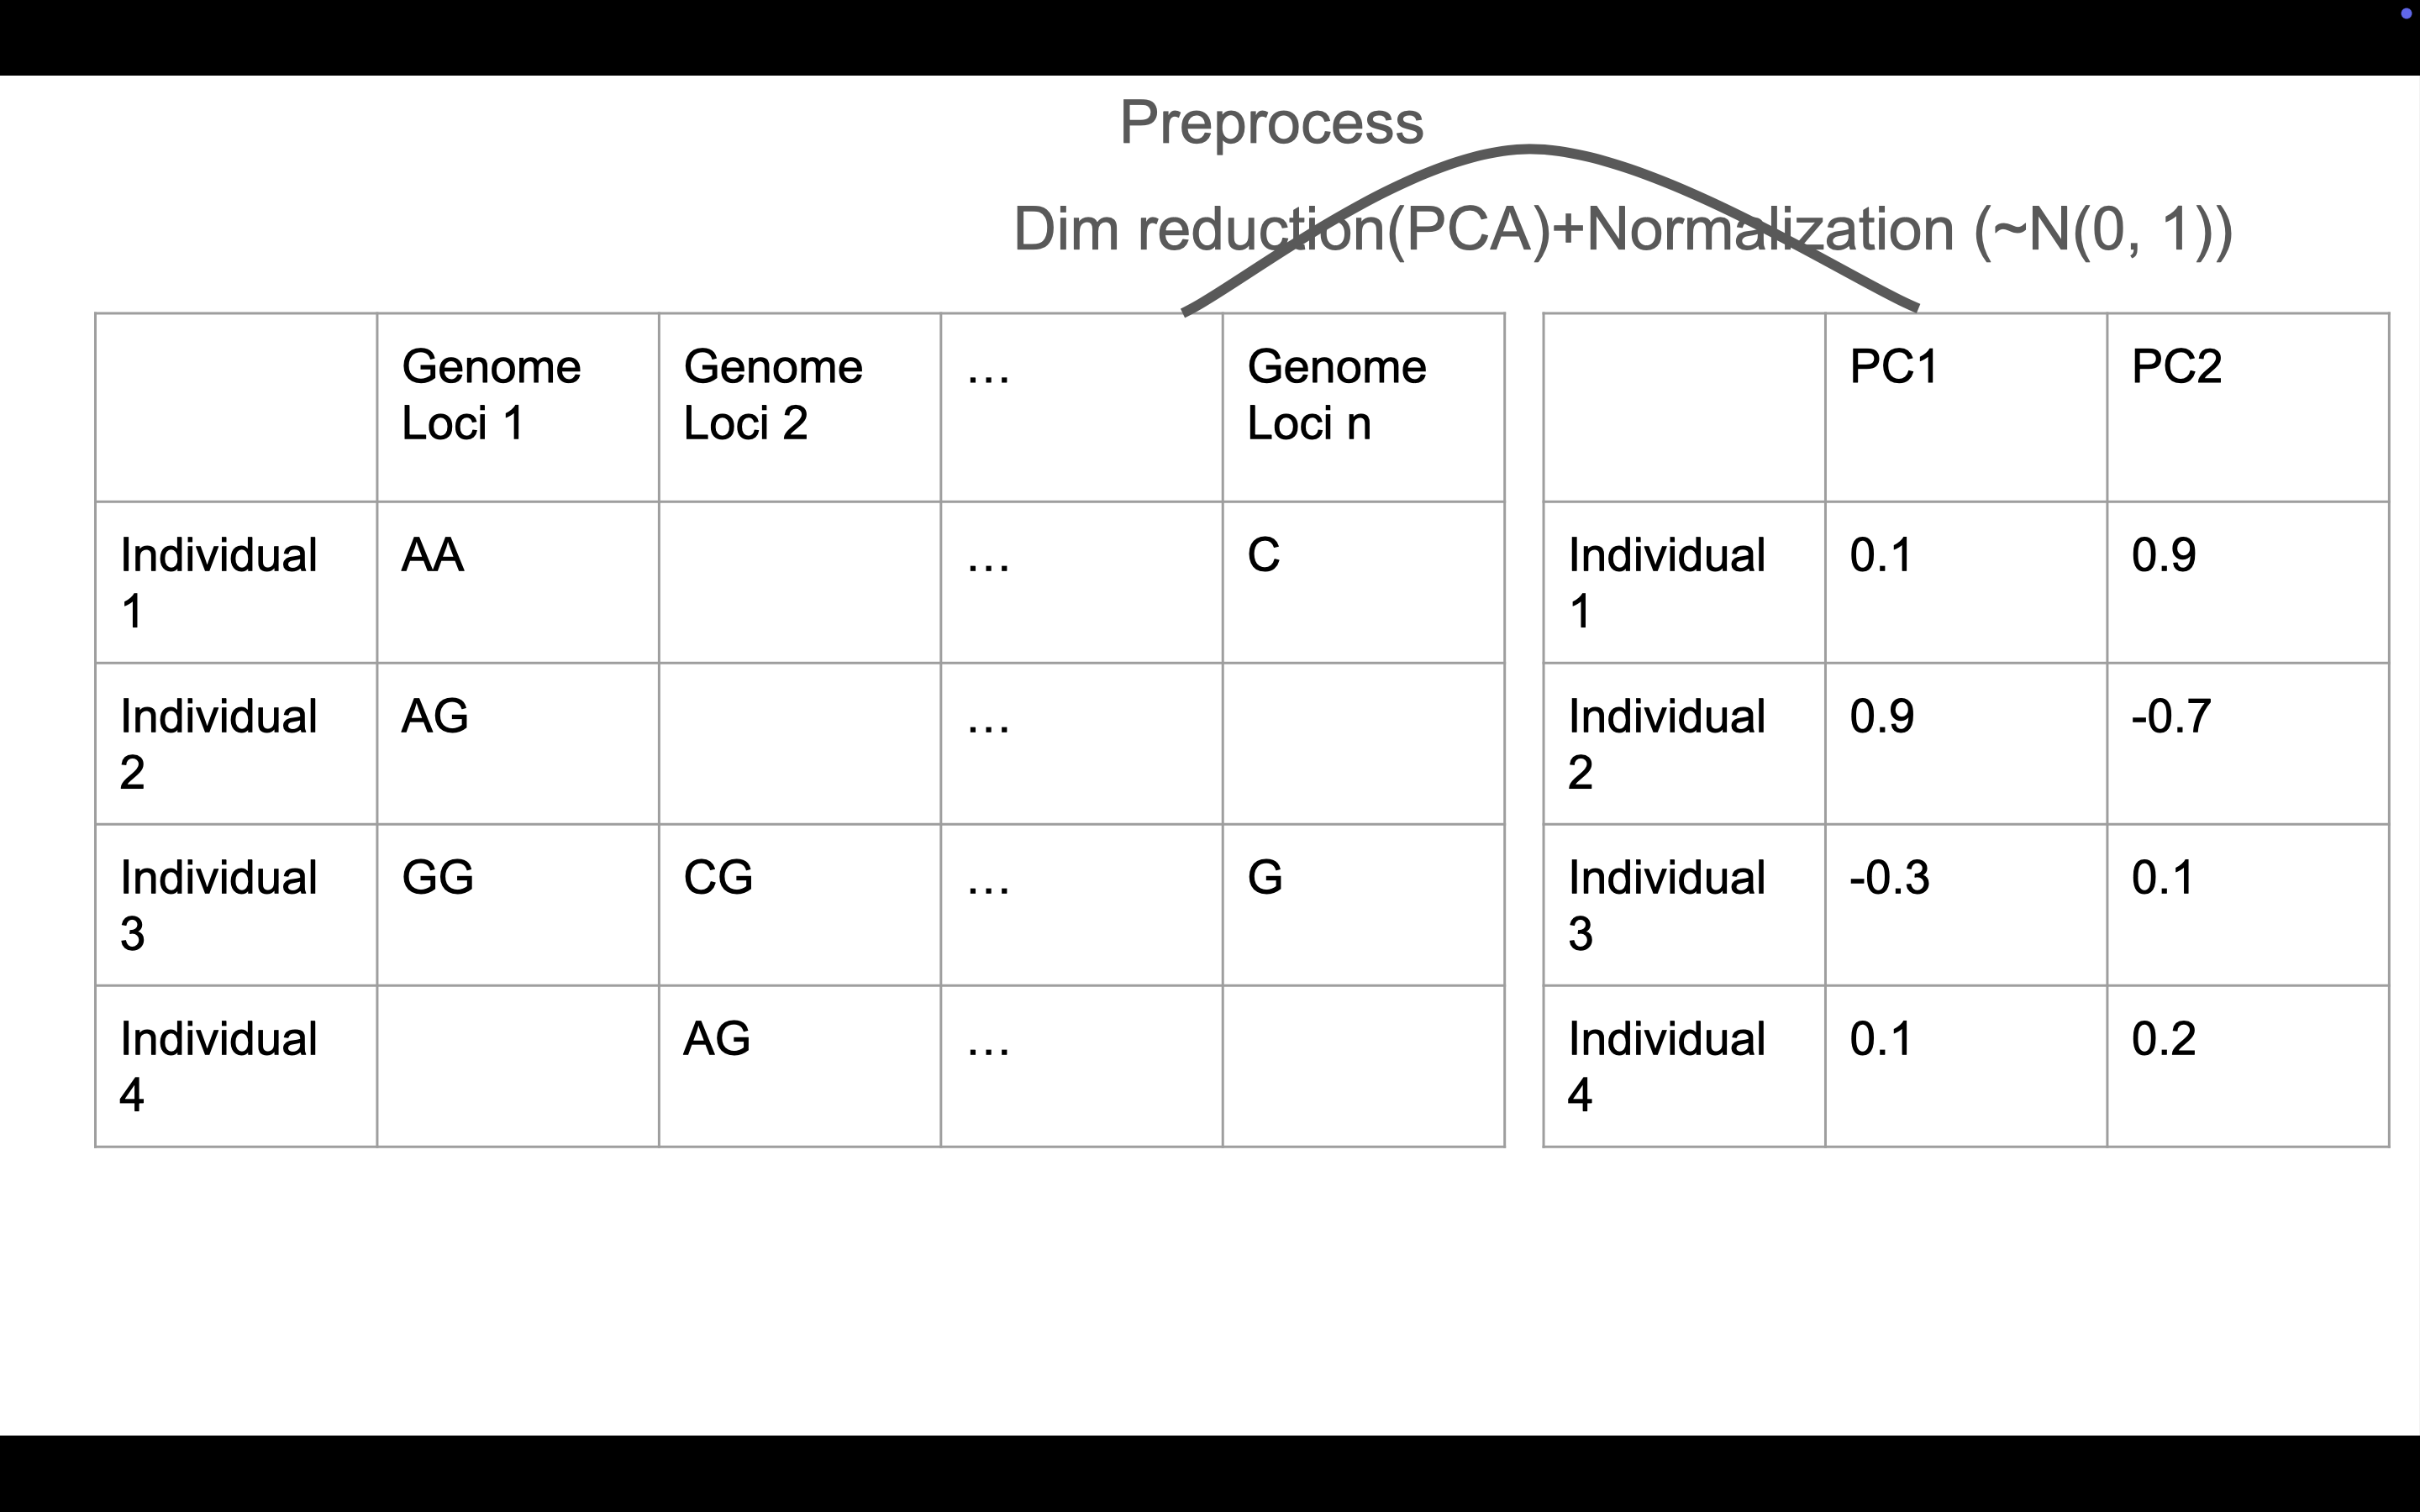 Preprocess
Dim reduction(PCA)+Normalization (~N(0, 1))
Genome Loci 1 Genome Loci 2 ... Genome Loci n
Individual 1 AA ... C
Individual 2 AG ...
Individual 3 GG CG ... G
Individual 4 AG ...
PC1 PC2
Individual 1 0.1 0.9
Individual 2 0.9 -0.7
Individual 3 -0.3 0.1
Individual 4 0.1 0.2